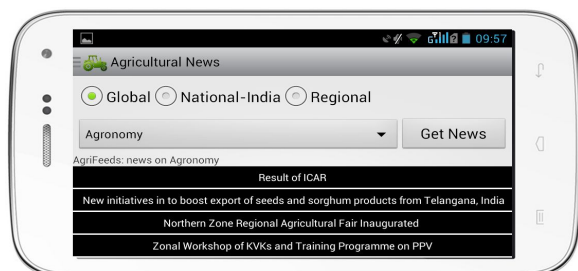 09:57
Agricultural News
Global National-India Regional
Agronomy Get News
AgriFeeds: news on Agronomy
Result of ICAR
New initiatives in to boost export of seeds and sorghum products from Telangana, India
Northern Zone Regional Agricultural Fair Inaugurated
Zonal Workshop of KVKs and Training Programme on PPV